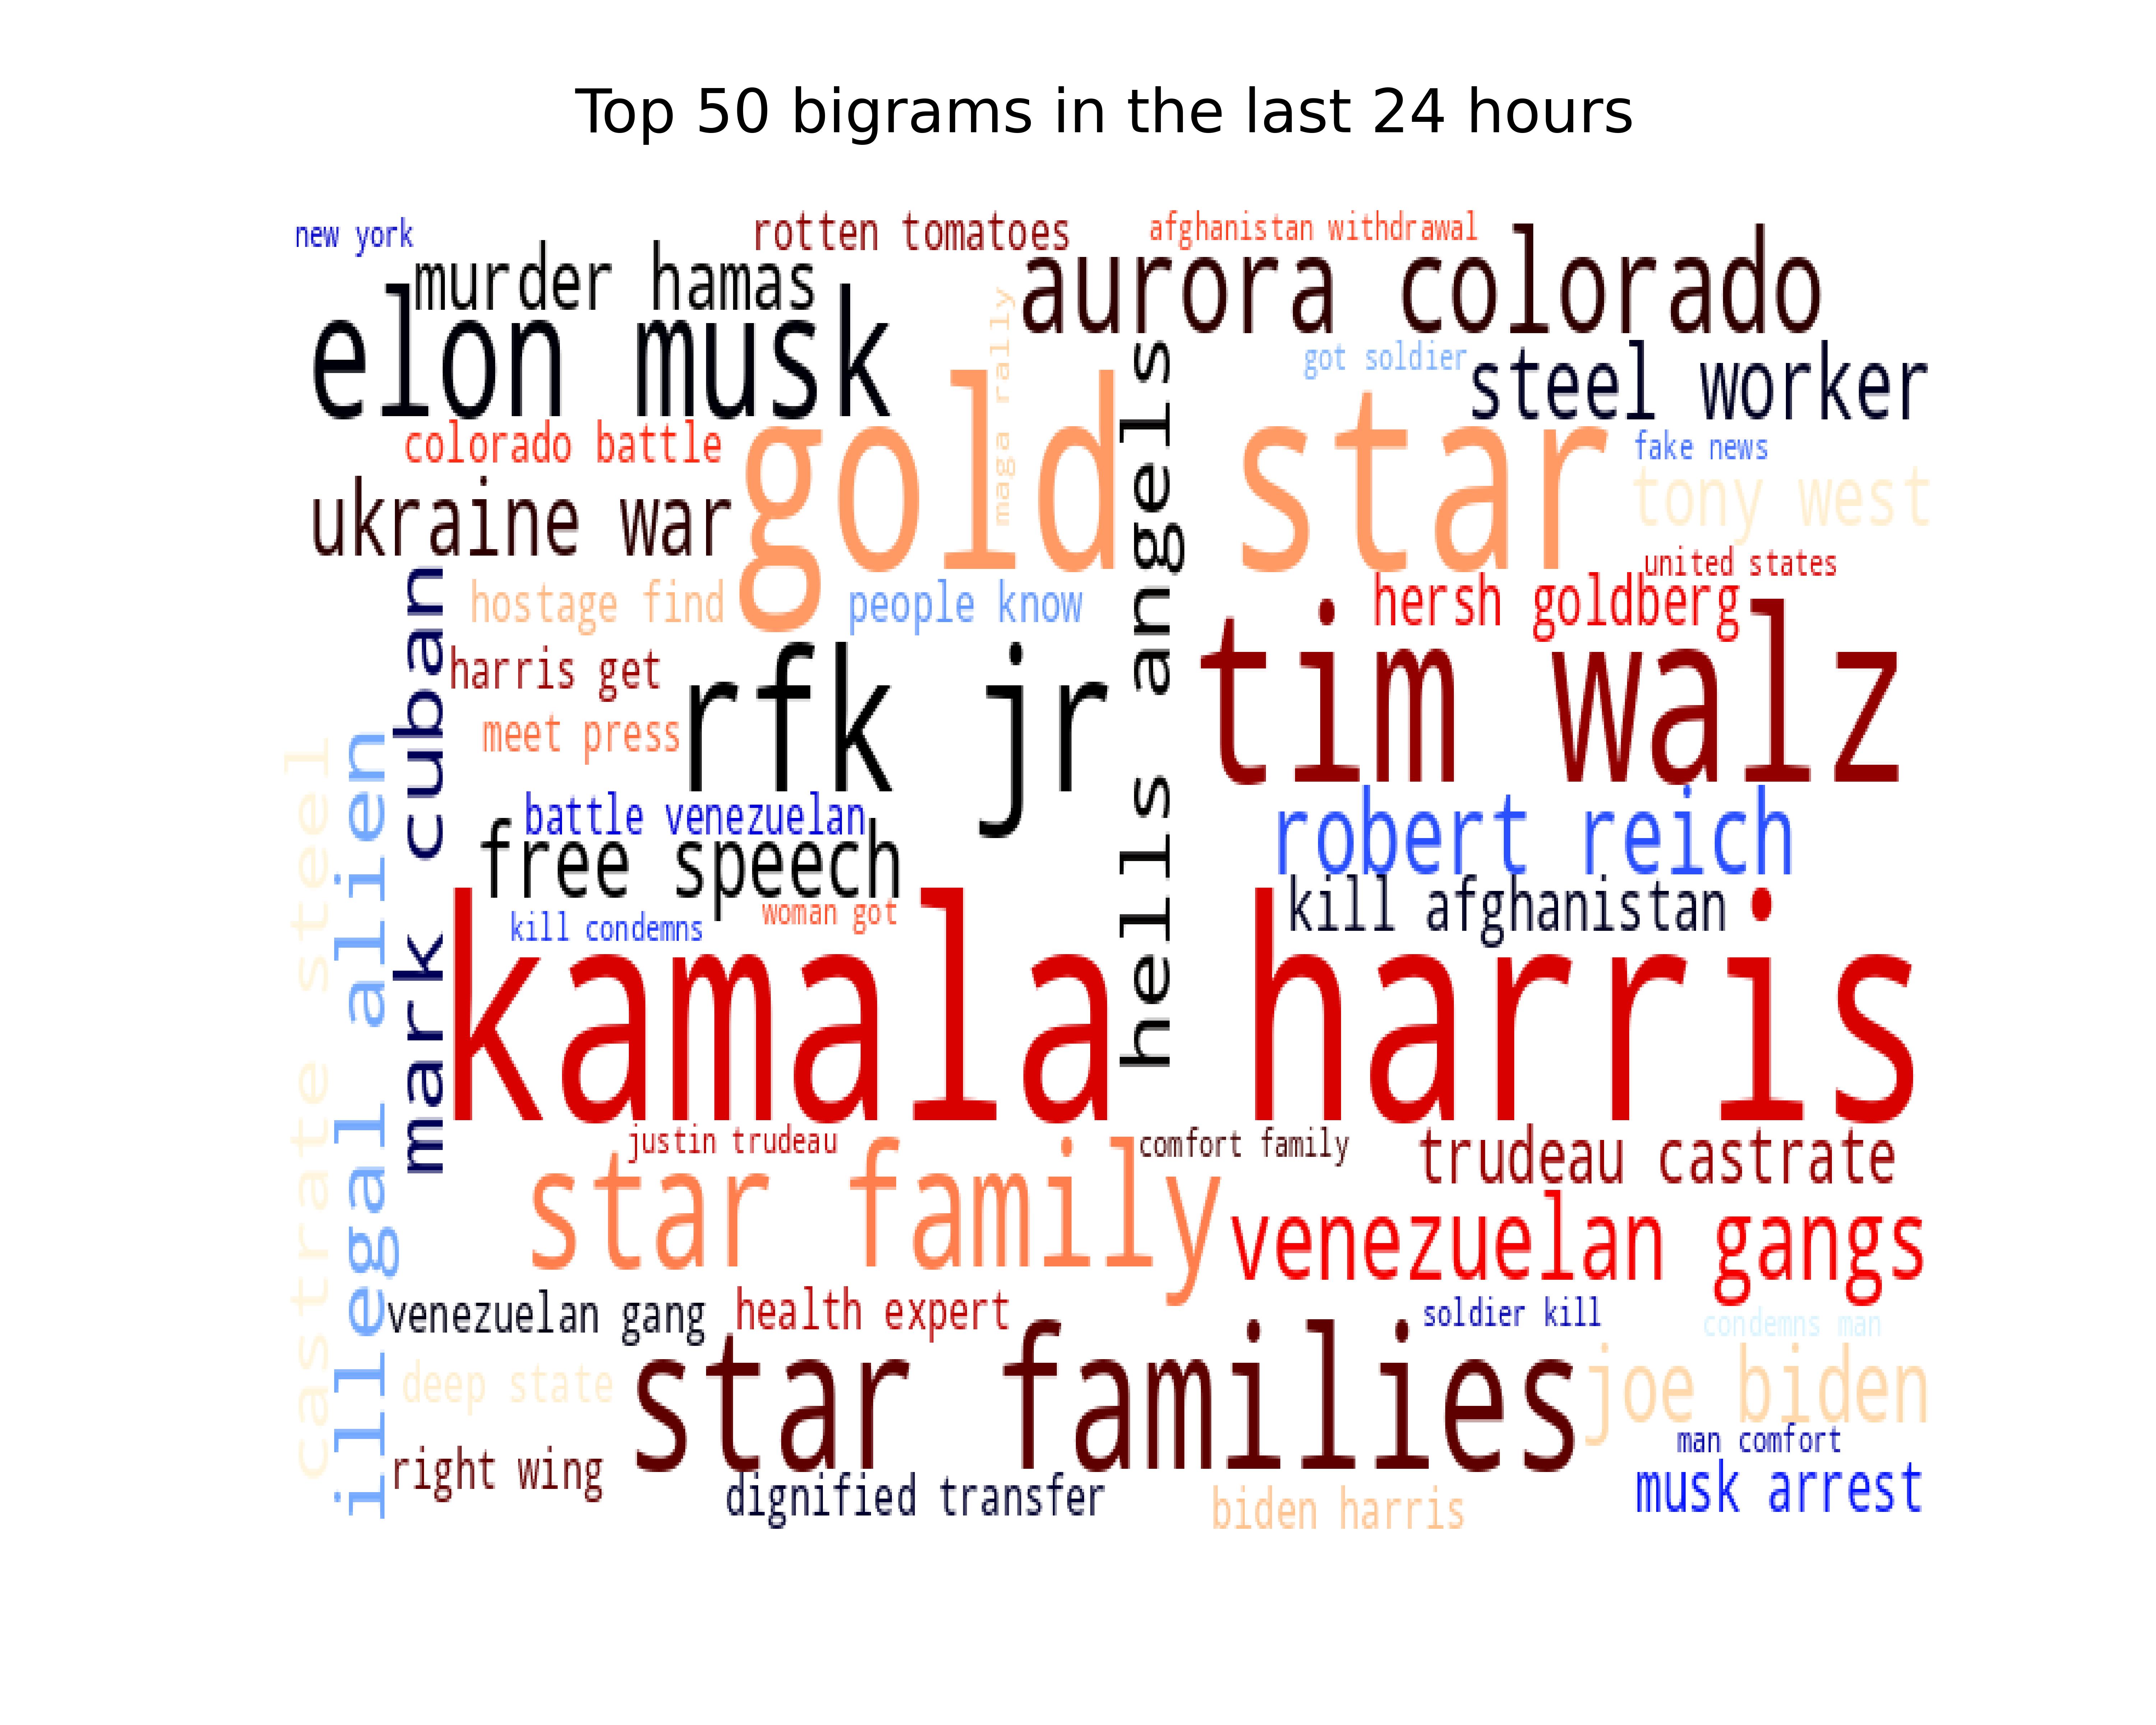 Top 50 bigrams in the last 24 hours
new york
rotten tomatoes
afghanistan withdrawal
murder hamas
aurora colorado
elon musk
maga rally
got soldier
steel worker
colorado battle
gold star
fake news
tony west
ukraine war
hells angels
united states
hostage find
people know
hersh goldberg
mark cuban
harris get
rfk jr
tim walz
meet press
castrate steel
illegal alien
battle venezuelan
robert reich
free speech
kill afghanistan
kill condemns
woman got
kamala harris
justin trudeau
comfort family
trudeau castrate
star family
venezuelan gangs
venezuelan gang
health expert
soldier kill
condemns man
deep state
star families
joe biden
man comfort
right wing
dignified transfer
biden harris
musk arrest